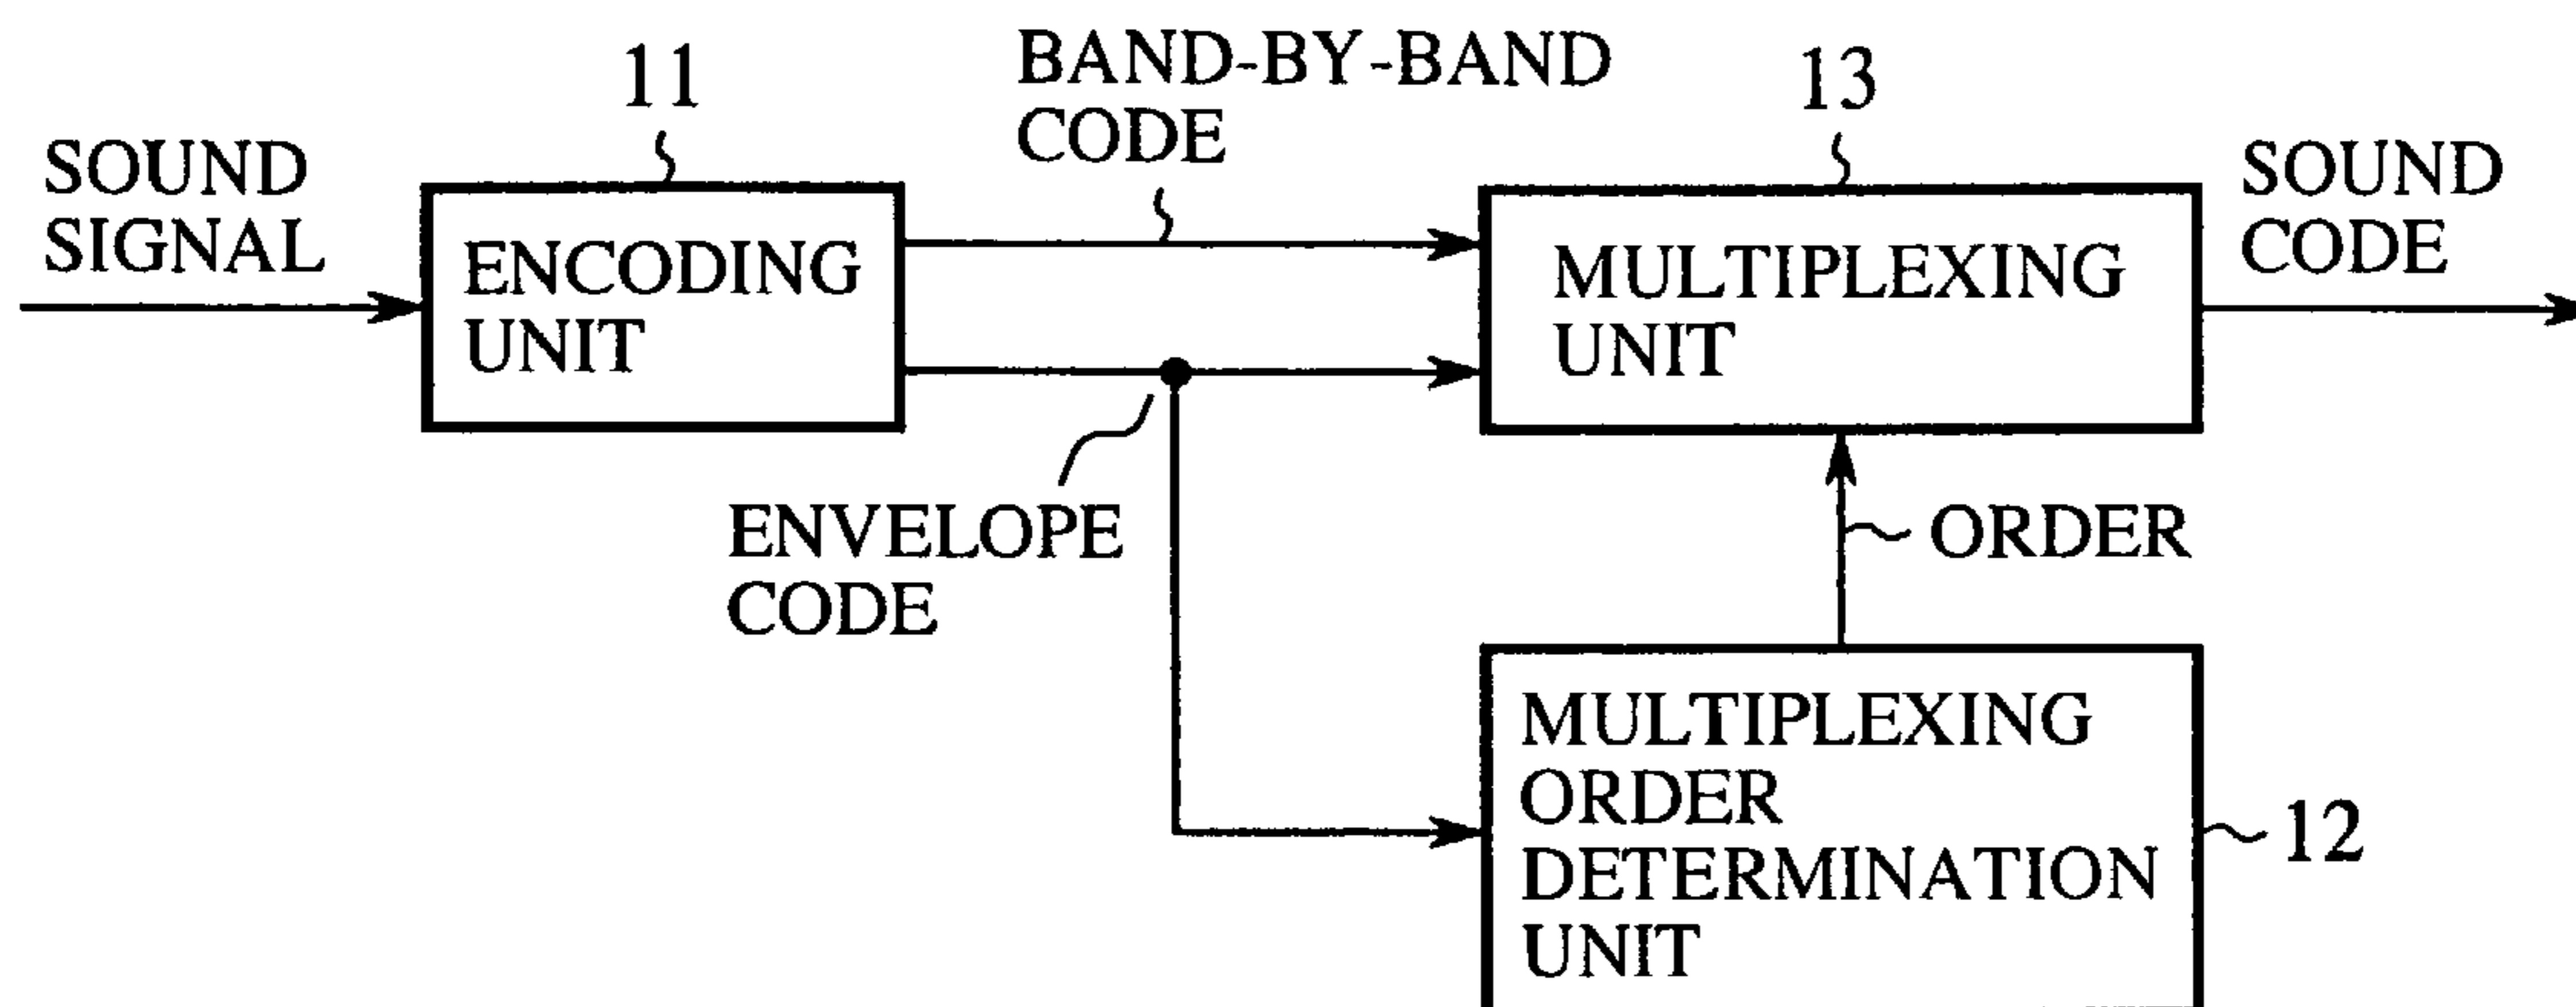 11
BAND-BY-BAND
CODE
13
SOUND
SIGNAL
SOUND
CODE
ENCODING
UNIT
MULTIPLEXING
UNIT
ENVELOPE
CODE
ORDER
MULTIPLEXING
ORDER
DETERMINATION
UNIT
12